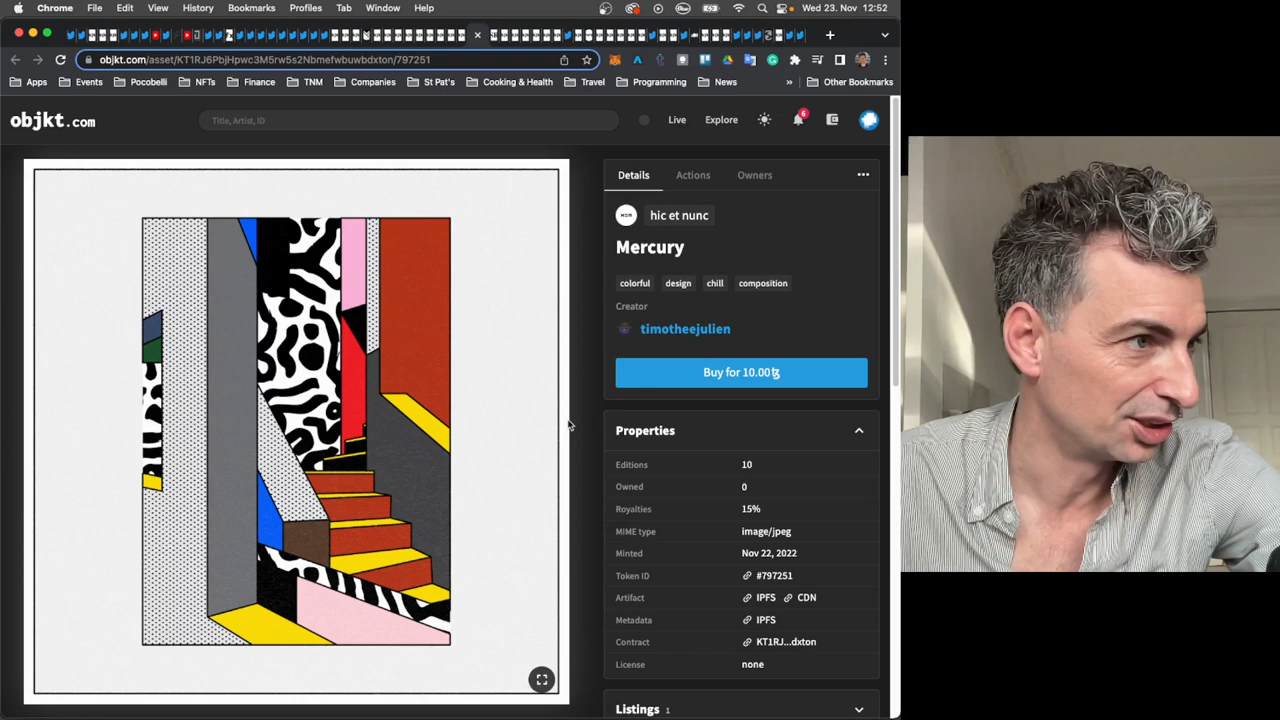 Chrome File Edit View History Bookmarks Profiles Tab Window Help Wed 23. Nov 12:52
objkt.com/asset/KT1RJ6PbjHpwc3M5rw5s2Nbmefwbuwbdxton/797251
Apps Events Pocobelli NFTs Finance TNM Companies St Pat's Cooking & Health Travel Programming News » Other Bookmarks
objkt.com Title, Artist, ID Live Explore 6
Details Actions Owners
hic et nunc
Mercury
colorful design chill composition
Creator
timotheejulien
Buy for 10.00ꜩ
Properties
Editions 10
Owned 0
Royalties 15%
MIME type image/jpeg
Minted Nov 22, 2022
Token ID #797251
Artifact IPFS CDN
Metadata IPFS
Contract KT1RJ...dxton
License none
Listings 1